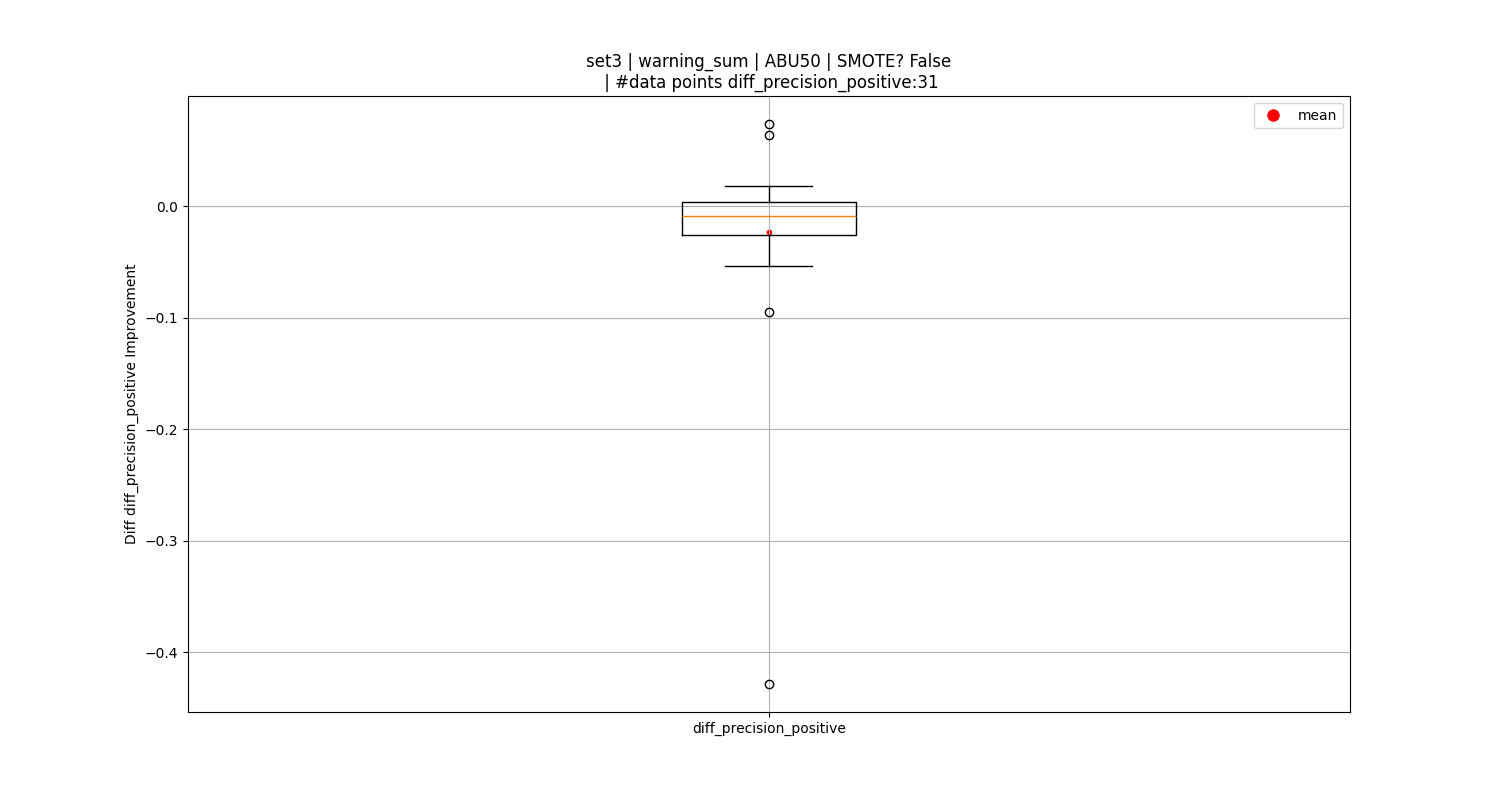 set3 | warning_sum | ABU50 | SMOTE? False
| #data points diff_precision_positive:31
mean
0.0
−0.1
−0.2
−0.3
−0.4
Diff diff_precision_positive Improvement
diff_precision_positive